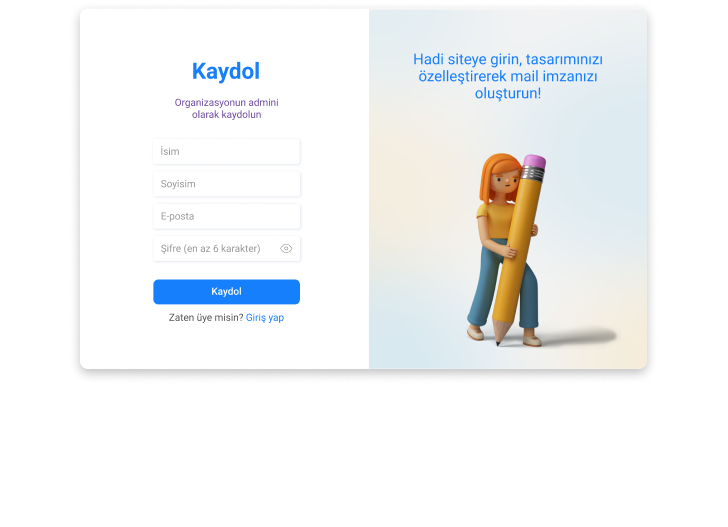 Kaydol
Organizasyonun admini
olarak kaydolun
İsim
Soyisim
E-posta
Şifre (en az 6 karakter)
Kaydol
Zaten üye misin? Giriş yap
Hadi siteye girin, tasarımınızı
özelleştirerek mail imzanızı
oluşturun!